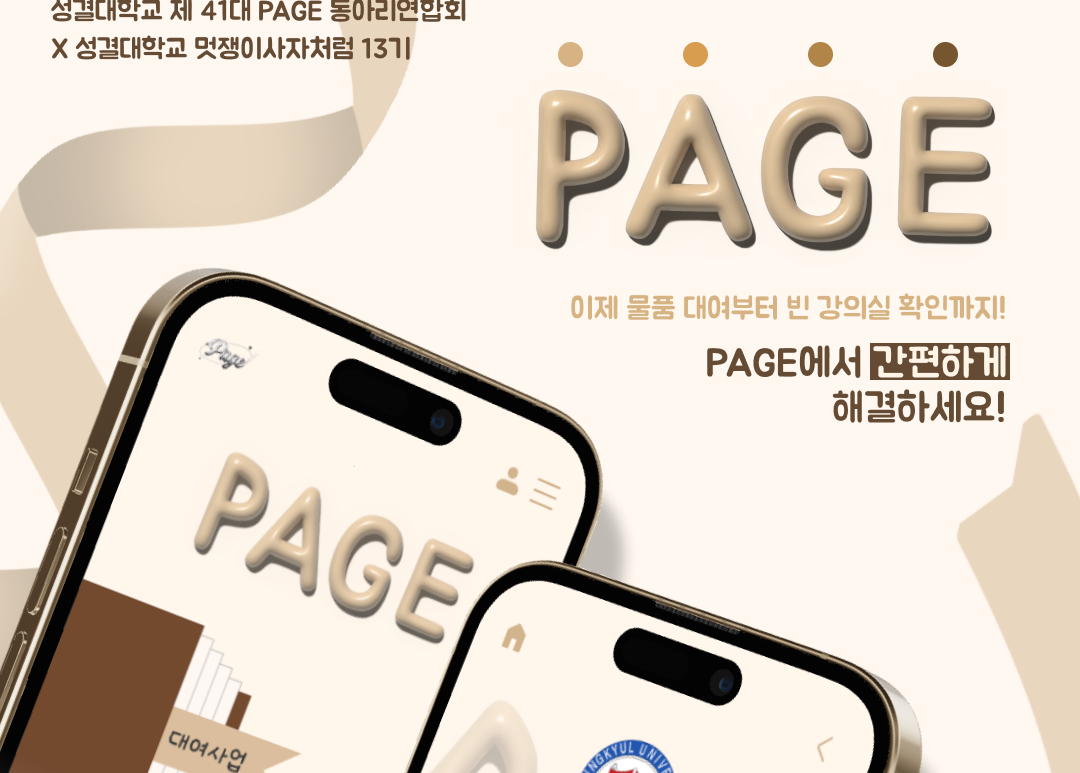 성결대학교 제 41대 PAGE 동아리연합회
X 성결대학교 멋쟁이사자처럼 13기
PAGE
이제 물품 대여부터 빈 강의실 확인까지!
PAGE에서 간편하게
해결하세요!
Page
PAGE
대여사업